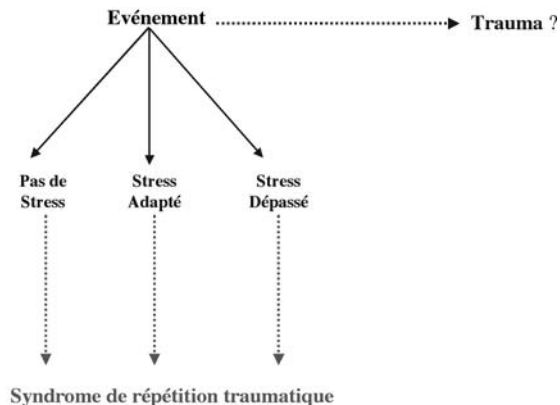 Evénement
Trauma ?
Pas de
Stress
Stress
Adapté
Stress
Dépassé
Syndrome de répétition traumatique